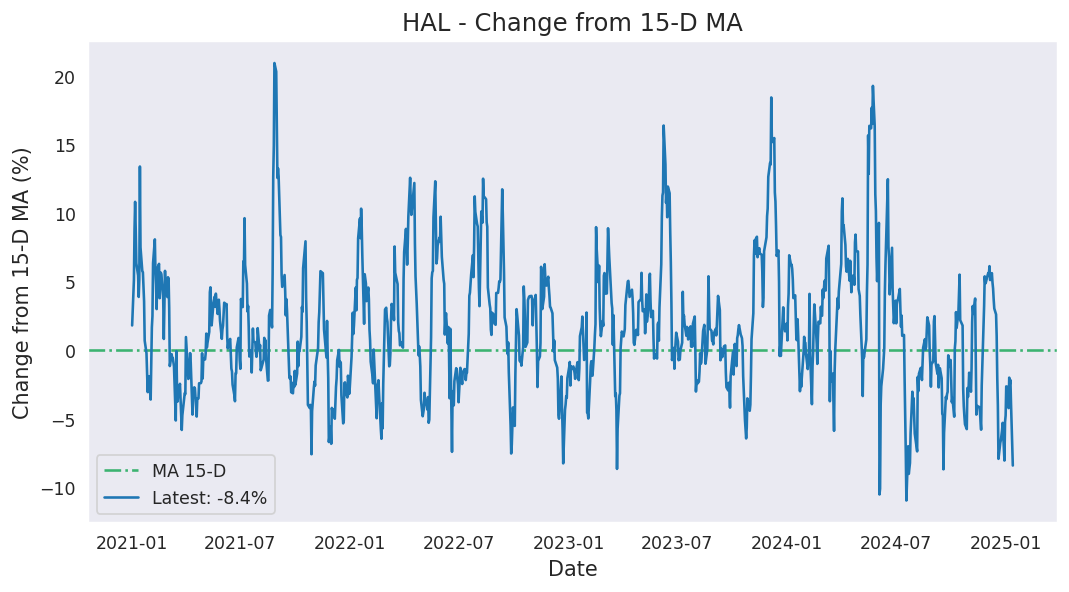 HAL - Change from 15-D MA
Change from 15-D MA (%)
20
15
10
5
0
−5
−10
MA 15-D
Latest: -8.4%
2021-01 2021-07 2022-01 2022-07 2023-01 2023-07 2024-01 2024-07 2025-01
Date